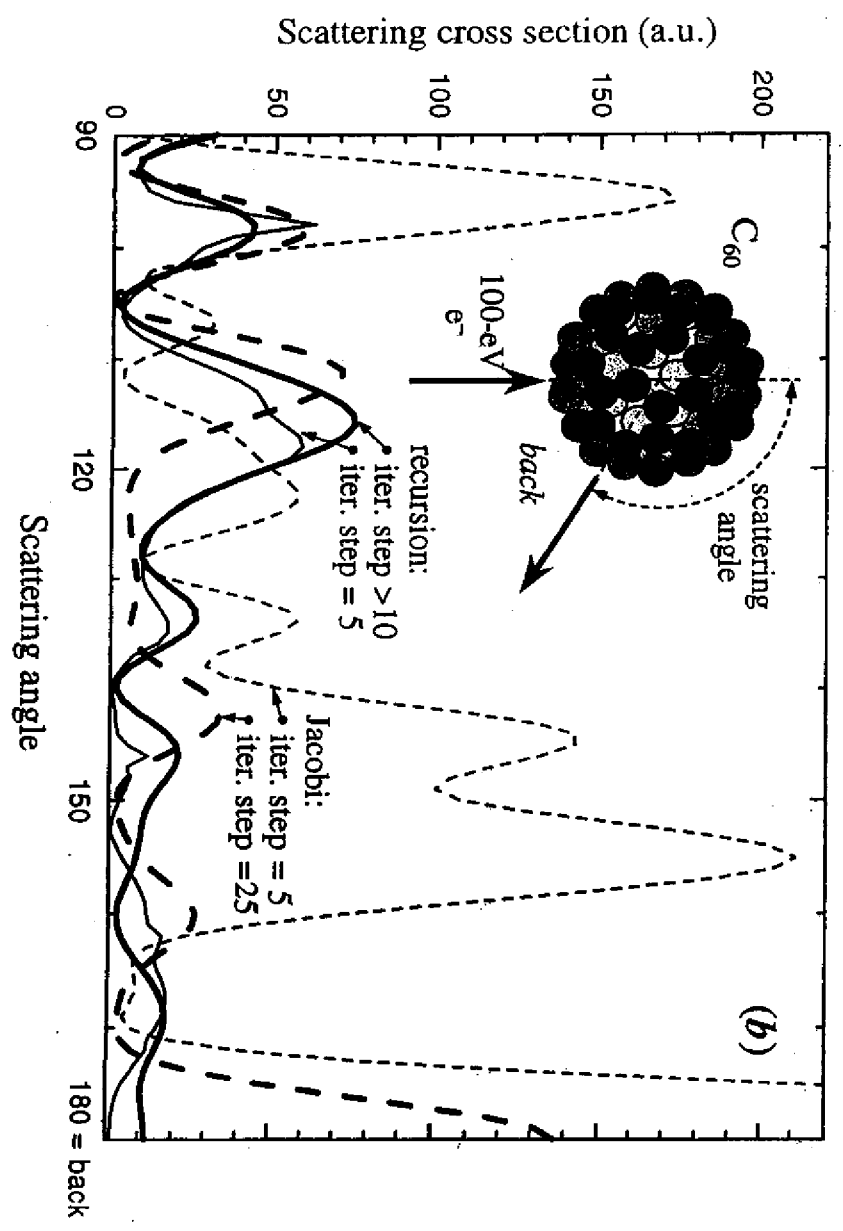 Scattering cross section (a.u.)
200
150
100
50
0
90
120
150
180 = back
Scattering angle
(b)
C₆₀
100-eV
e⁻
back
scattering
angle
recursion:
iter. step >10
iter. step = 5
Jacobi:
iter. step = 5
iter. step =25